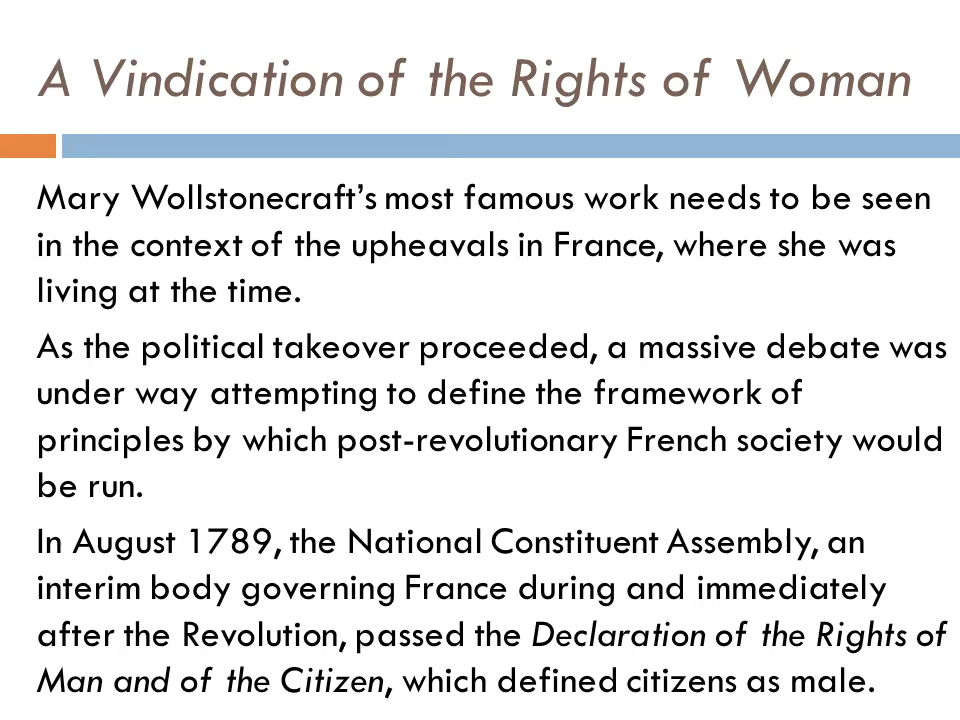 A Vindication of the Rights of Woman
Mary Wollstonecraft’s most famous work needs to be seen
in the context of the upheavals in France, where she was
living at the time.
As the political takeover proceeded, a massive debate was
under way attempting to define the framework of
principles by which post-revolutionary French society would
be run.
In August 1789, the National Constituent Assembly, an
interim body governing France during and immediately
after the Revolution, passed the Declaration of the Rights of
Man and of the Citizen, which defined citizens as male.